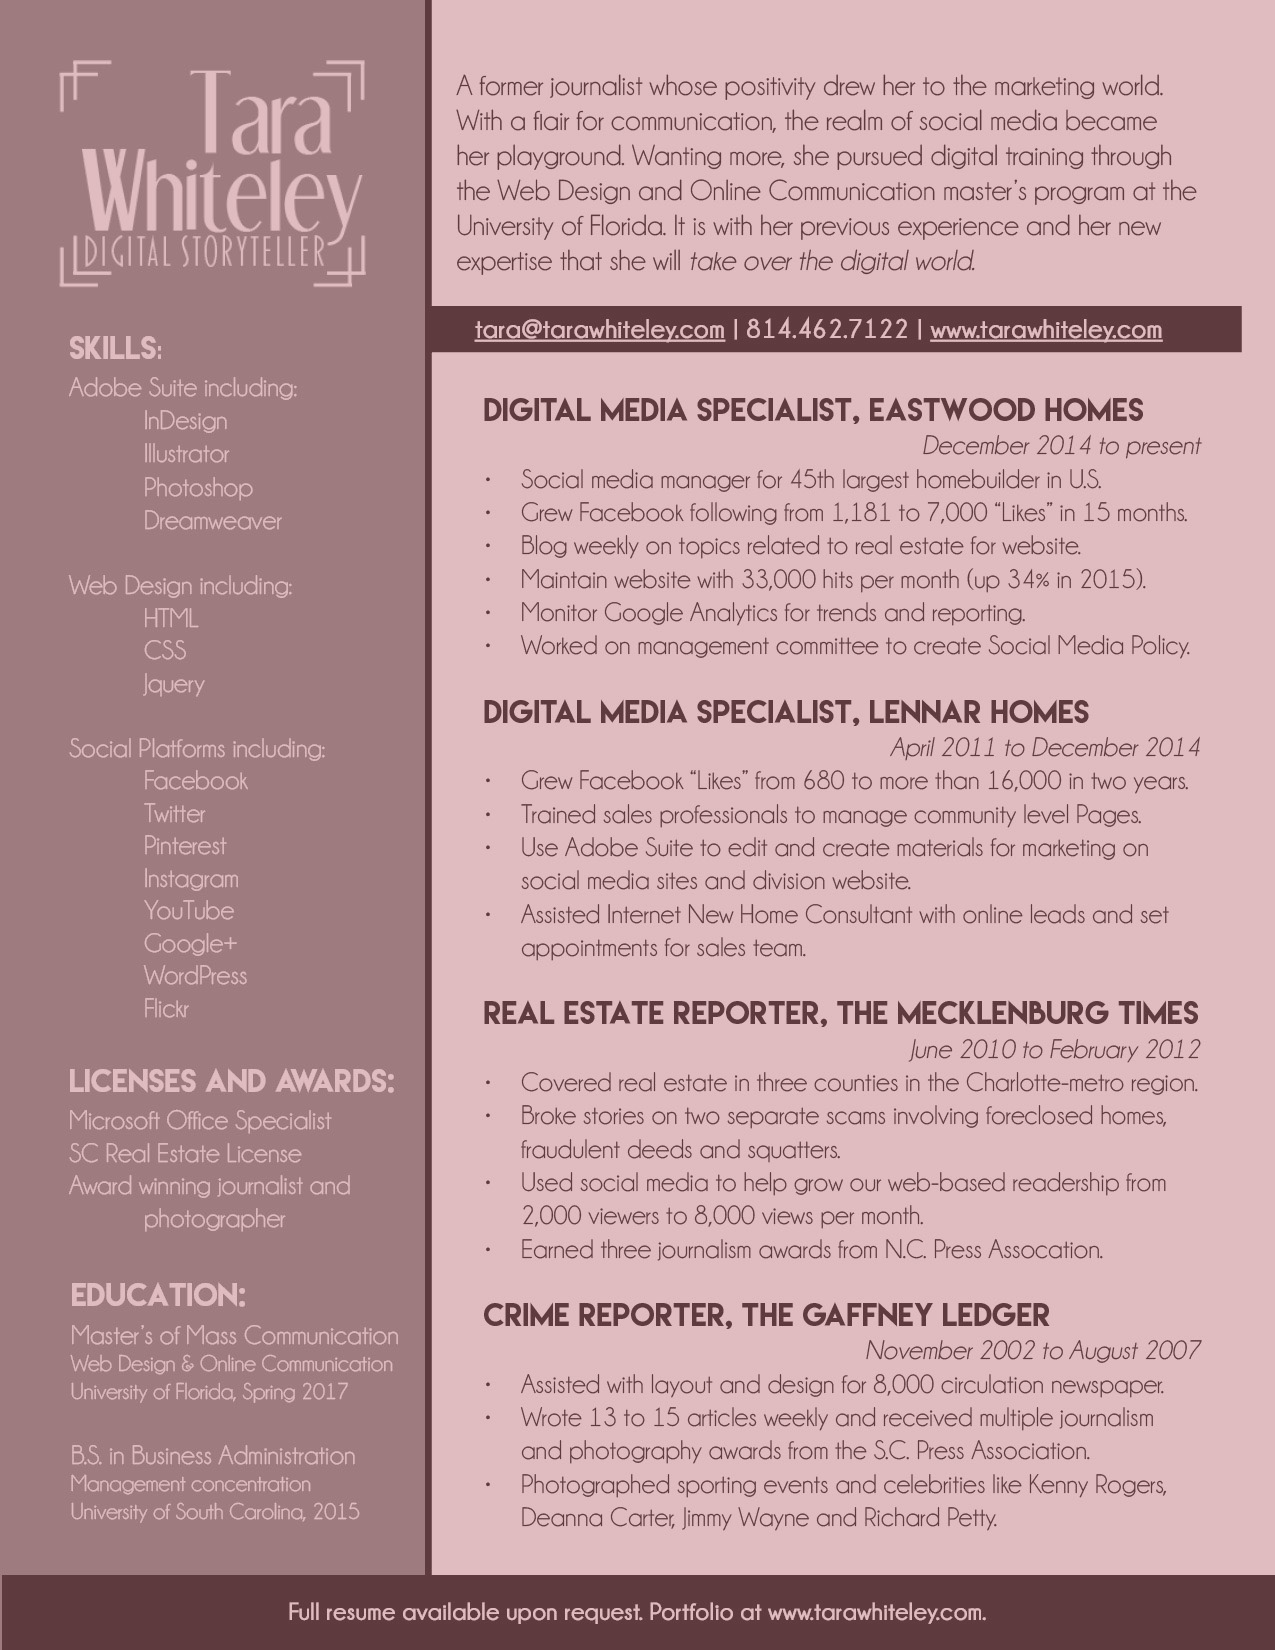 Tara
Whiteley
DIGITAL STORYTELLER
SKILLS:
Adobe Suite including:
InDesign
Illustrator
Photoshop
Dreamweaver
Web Design including:
HTML
CSS
Jquery
Social Platforms including:
Facebook
Twitter
Pinterest
Instagram
YouTube
Google+
WordPress
Flickr
LICENSES AND AWARDS:
Microsoft Office Specialist
SC Real Estate License
Award winning journalist and
photographer
EDUCATION:
Master's of Mass Communication
Web Design & Online Communication
University of Florida, Spring 2017
B.S. in Business Administration
Management concentration
University of South Carolina, 2015
A former journalist whose positivity drew her to the marketing world.
With a flair for communication, the realm of social media became
her playground. Wanting more, she pursued digital training through
the Web Design and Online Communication master's program at the
University of Florida. It is with her previous experience and her new
expertise that she will take over the digital world.
tara@tarawhiteley.com | 814.462.7122 | www.tarawhiteley.com
DIGITAL MEDIA SPECIALIST, EASTWOOD HOMES
December 2014 to present
• Social media manager for 45th largest homebuilder in U.S.
• Grew Facebook following from 1,181 to 7,000 “Likes” in 15 months.
• Blog weekly on topics related to real estate for website.
• Maintain website with 33,000 hits per month (up 34% in 2015).
• Monitor Google Analytics for trends and reporting.
• Worked on management committee to create Social Media Policy.
DIGITAL MEDIA SPECIALIST, LENNAR HOMES
April 2011 to December 2014
• Grew Facebook “Likes” from 680 to more than 16,000 in two years.
• Trained sales professionals to manage community level Pages.
• Use Adobe Suite to edit and create materials for marketing on
social media sites and division website.
• Assisted Internet New Home Consultant with online leads and set
appointments for sales team.
REAL ESTATE REPORTER, THE MECKLENBURG TIMES
June 2010 to February 2012
• Covered real estate in three counties in the Charlotte-metro region.
• Broke stories on two separate scams involving foreclosed homes,
fraudulent deeds and squatters.
• Used social media to help grow our web-based readership from
2,000 viewers to 8,000 views per month.
• Earned three journalism awards from N.C. Press Assocation.
CRIME REPORTER, THE GAFFNEY LEDGER
November 2002 to August 2007
• Assisted with layout and design for 8,000 circulation newspaper.
• Wrote 13 to 15 articles weekly and received multiple journalism
and photography awards from the S.C. Press Association.
• Photographed sporting events and celebrities like Kenny Rogers,
Deanna Carter, Jimmy Wayne and Richard Petty.
Full resume available upon request. Portfolio at www.tarawhiteley.com.